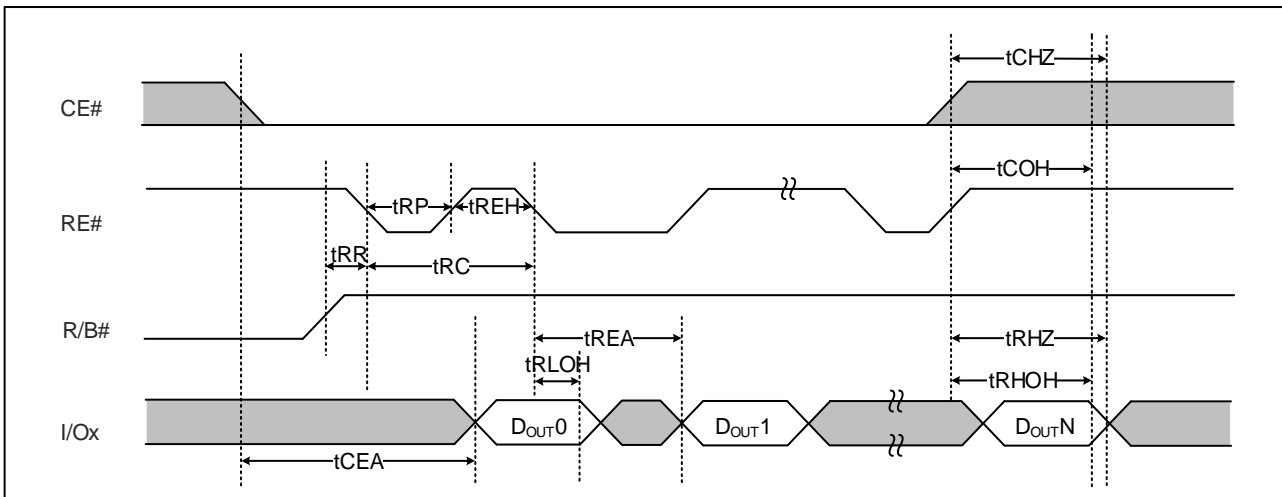 tCHZ
CE#
tCOH
tRP
tREH
RE#
tRR
tRC
R/B#
tREA
tRHZ
tRLOH
tRHOH
I/Ox
DOUT0
DOUT1
DOUTN
tCEA